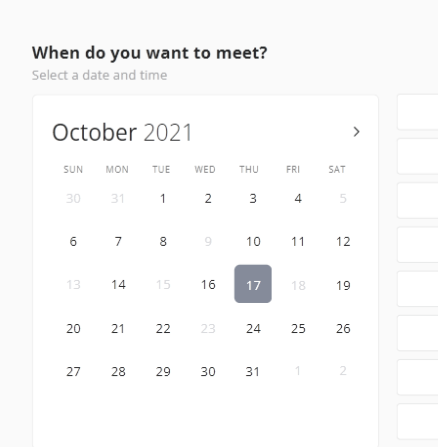 When do you want to meet?
Select a date and time
October 2021
SUN MON TUE WED THU FRI SAT
30 31 1 2 3 4 5
6 7 8 9 10 11 12
13 14 15 16 17 18 19
20 21 22 23 24 25 26
27 28 29 30 31 1 2